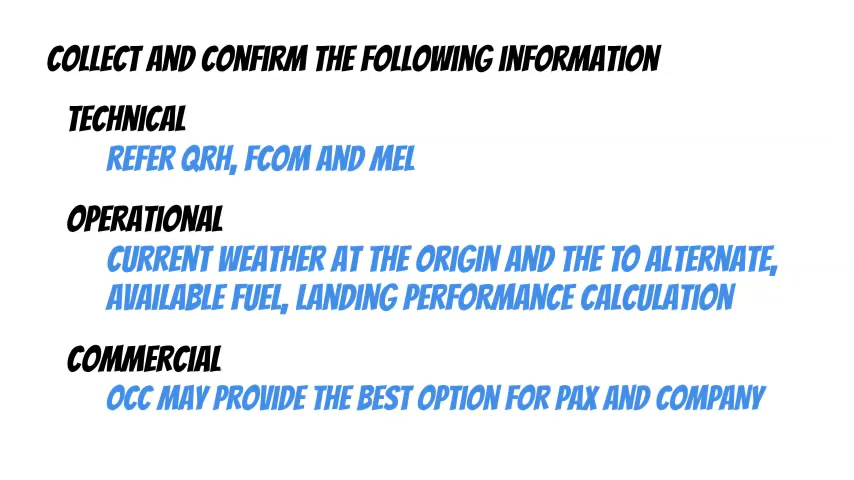 COLLECT AND CONFIRM THE FOLLOWING INFORMATION
TECHNICAL
REFER QRH, FCOM AND MEL
OPERATIONAL
CURRENT WEATHER AT THE ORIGIN AND THE TO ALTERNATE,
AVAILABLE FUEL, LANDING PERFORMANCE CALCULATION
COMMERCIAL
OCC MAY PROVIDE THE BEST OPTION FOR PAX AND COMPANY